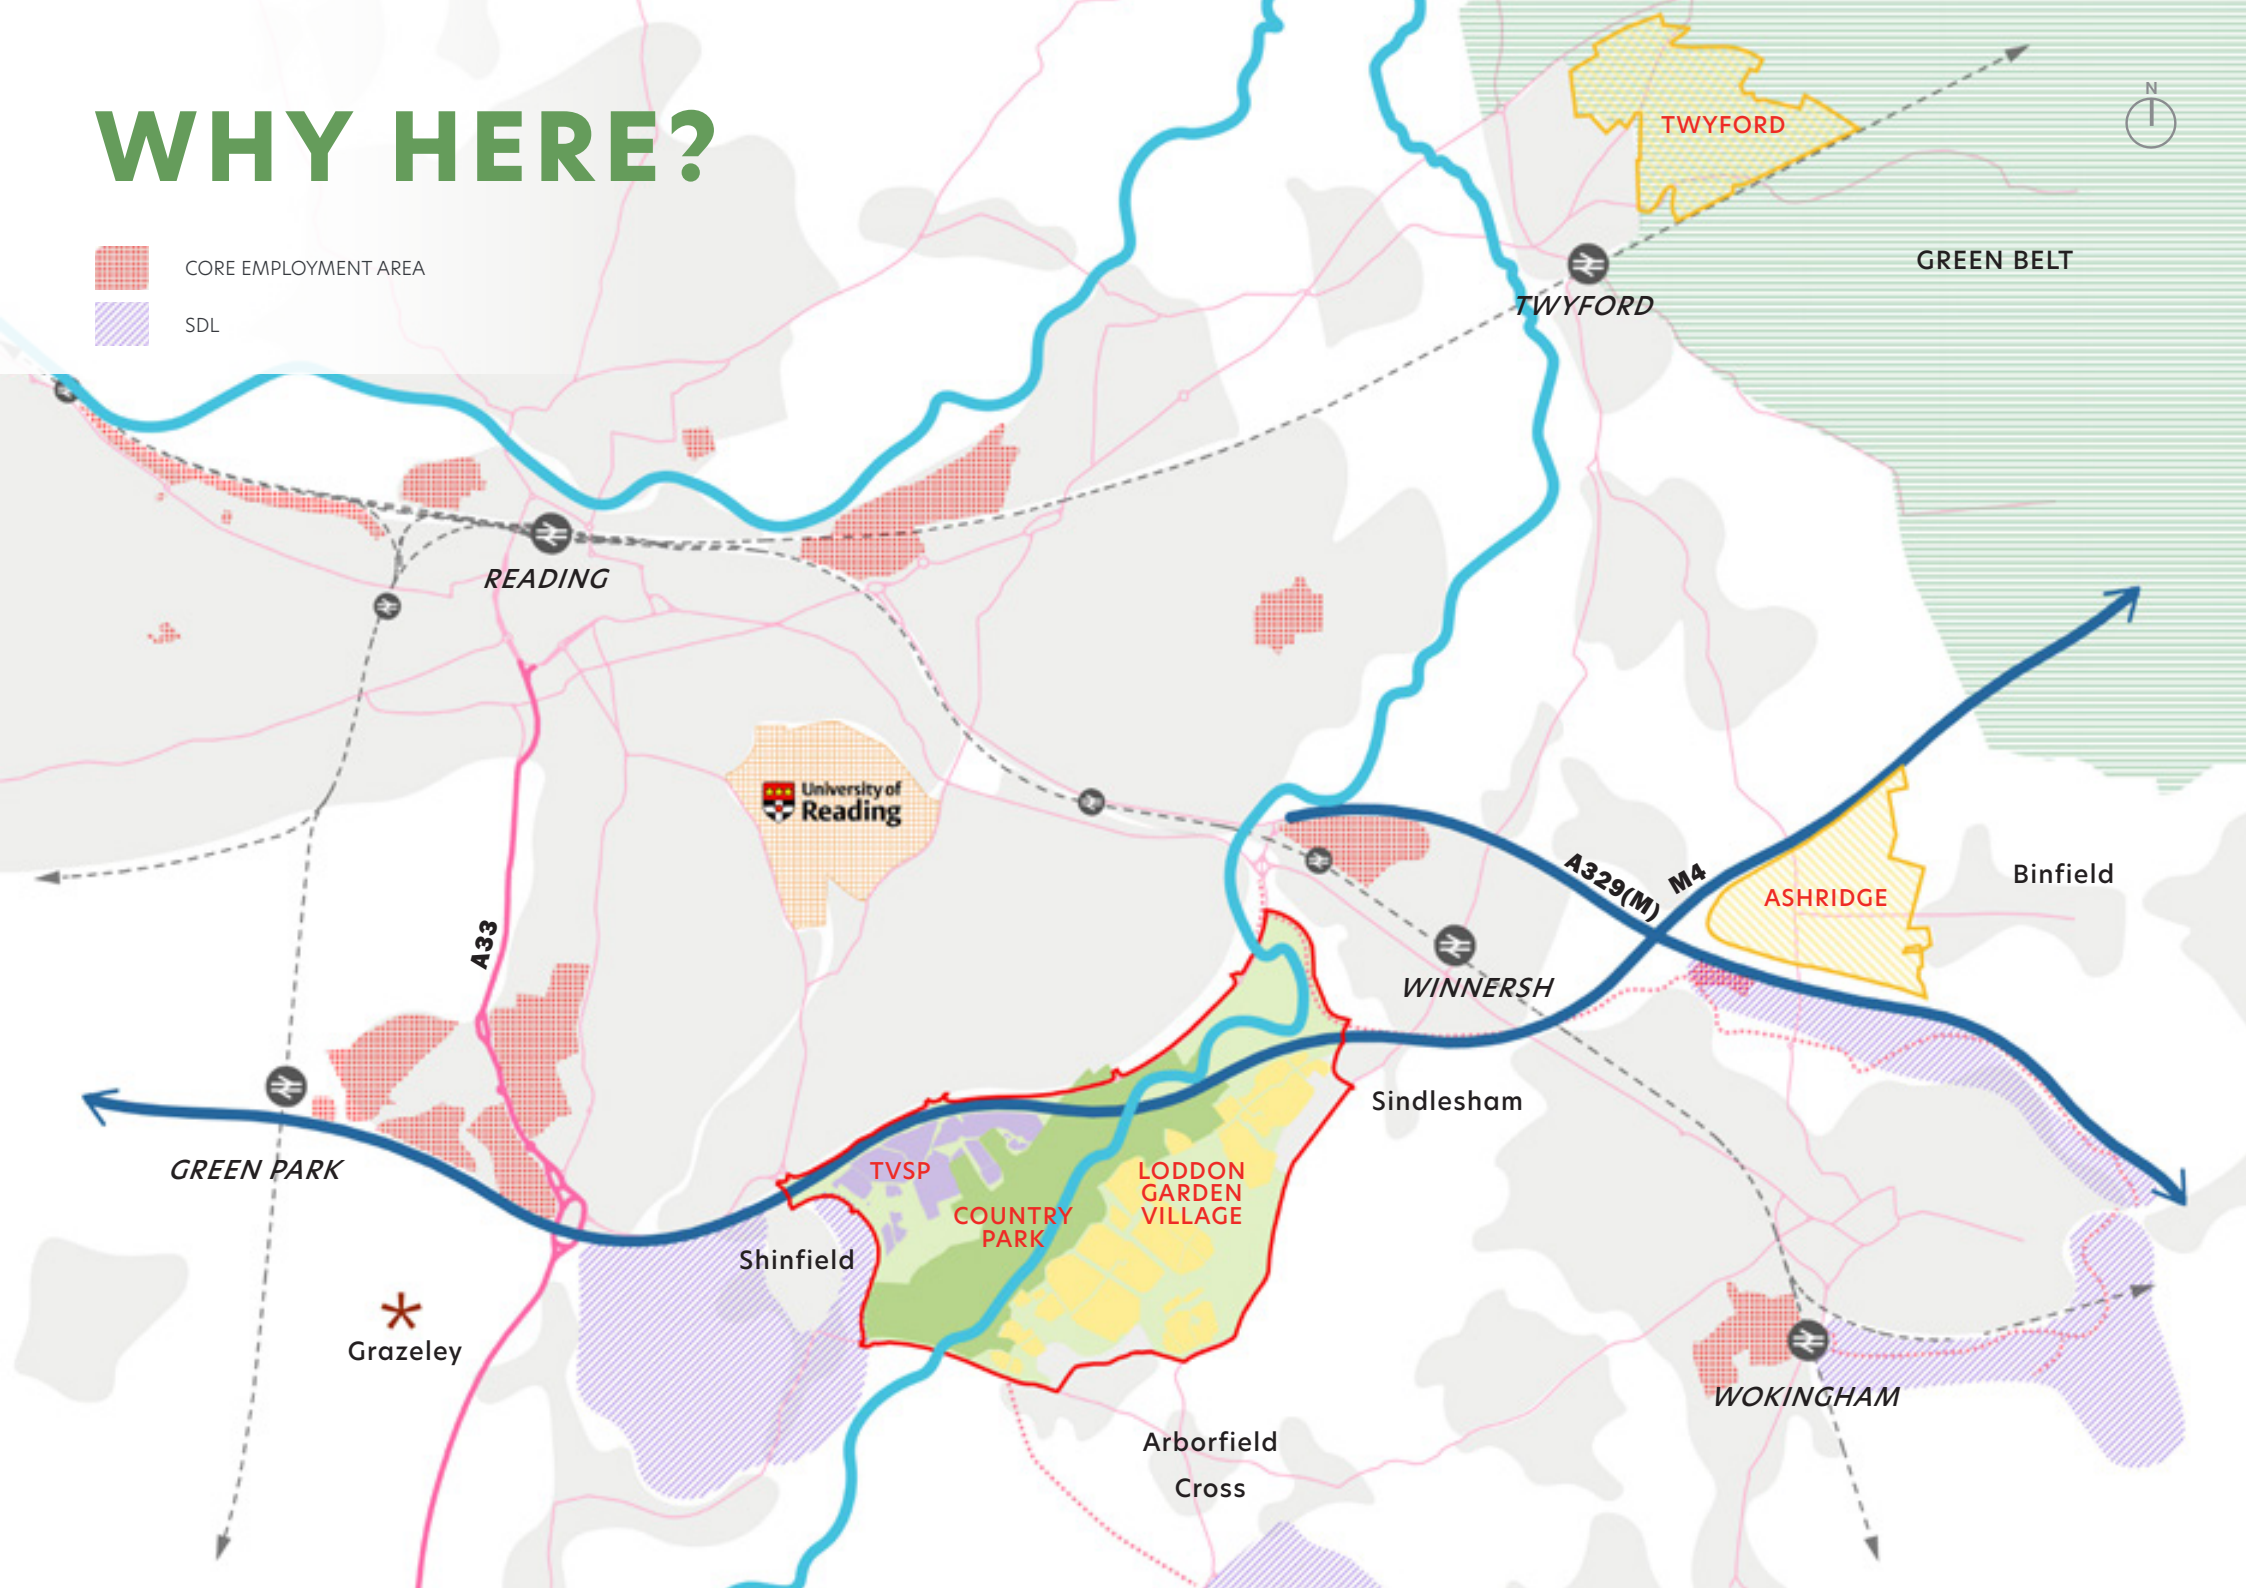 WHY HERE?
CORE EMPLOYMENT AREA
SDL
N
TWYFORD
GREEN BELT
TWYFORD
READING
University of
Reading
A33
A329(M)
M4
ASHRIDGE
Binfield
WINNERSH
Sindlesham
GREEN PARK
TVSP
LODDON
GARDEN
VILLAGE
COUNTRY
PARK
Shinfield
Grazeley
WOKINGHAM
Arborfield
Cross